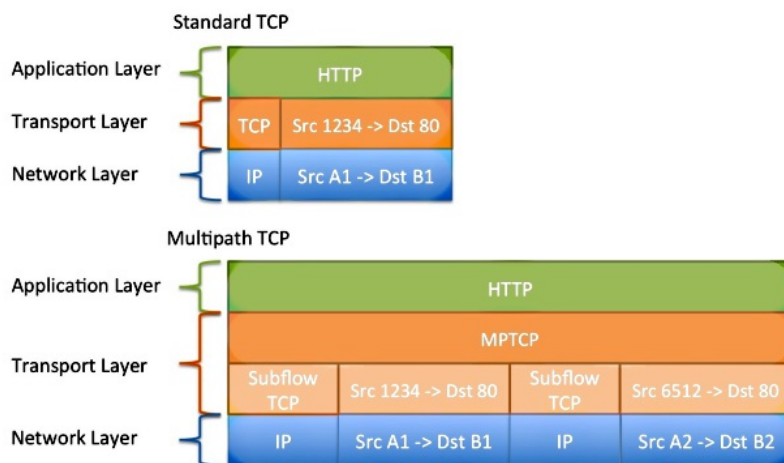 Standard TCP
Application Layer
HTTP
Transport Layer
TCP
Src 1234 -> Dst 80
Network Layer
IP
Src A1 -> Dst B1
Multipath TCP
Application Layer
HTTP
Transport Layer
MPTCP
Subflow
TCP
Src 1234 -> Dst 80
Subflow
TCP
Src 6512 -> Dst 80
Network Layer
IP
Src A1 -> Dst B1
IP
Src A2 -> Dst B2